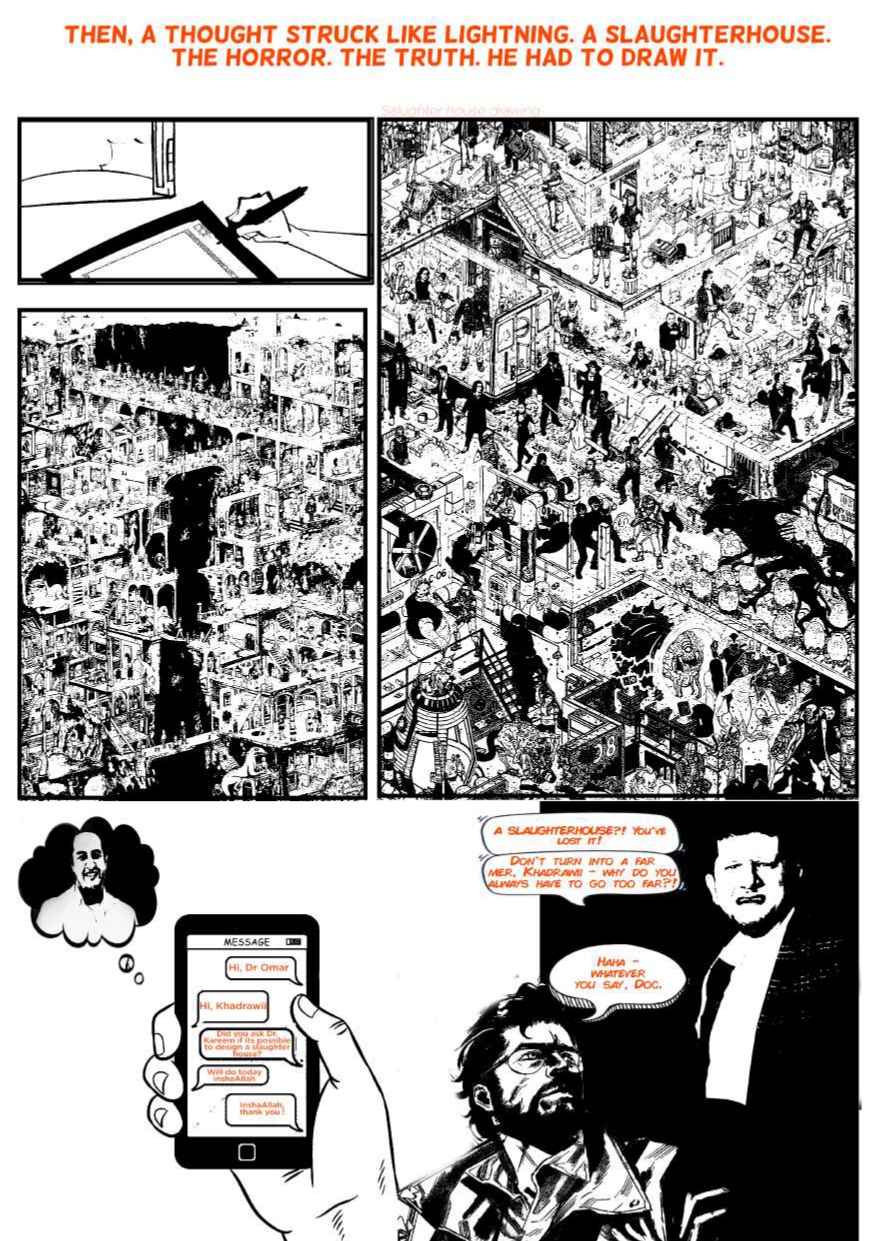 THEN, A THOUGHT STRUCK LIKE LIGHTNING. A SLAUGHTERHOUSE.
THE HORROR. THE TRUTH. HE HAD TO DRAW IT.
Salughter house drawing
18
A SLAUGHTERHOUSE?! YOU'VE
LOST IT!
DON'T TURN INTO A FAR
MER, KHADRAWII – WHY DO YOU
ALWAYS HAVE TO GO TOO FAR?!
HAHA –
WHATEVER
YOU SAY, DOC.
MESSAGE
Hi, Dr Omar
Hi, Khadrawii
Did you ask Dr.
Kareem if its possible
to design a slaughter
house?
Will do today
inshaAllah
InshaAllah,
thank you !